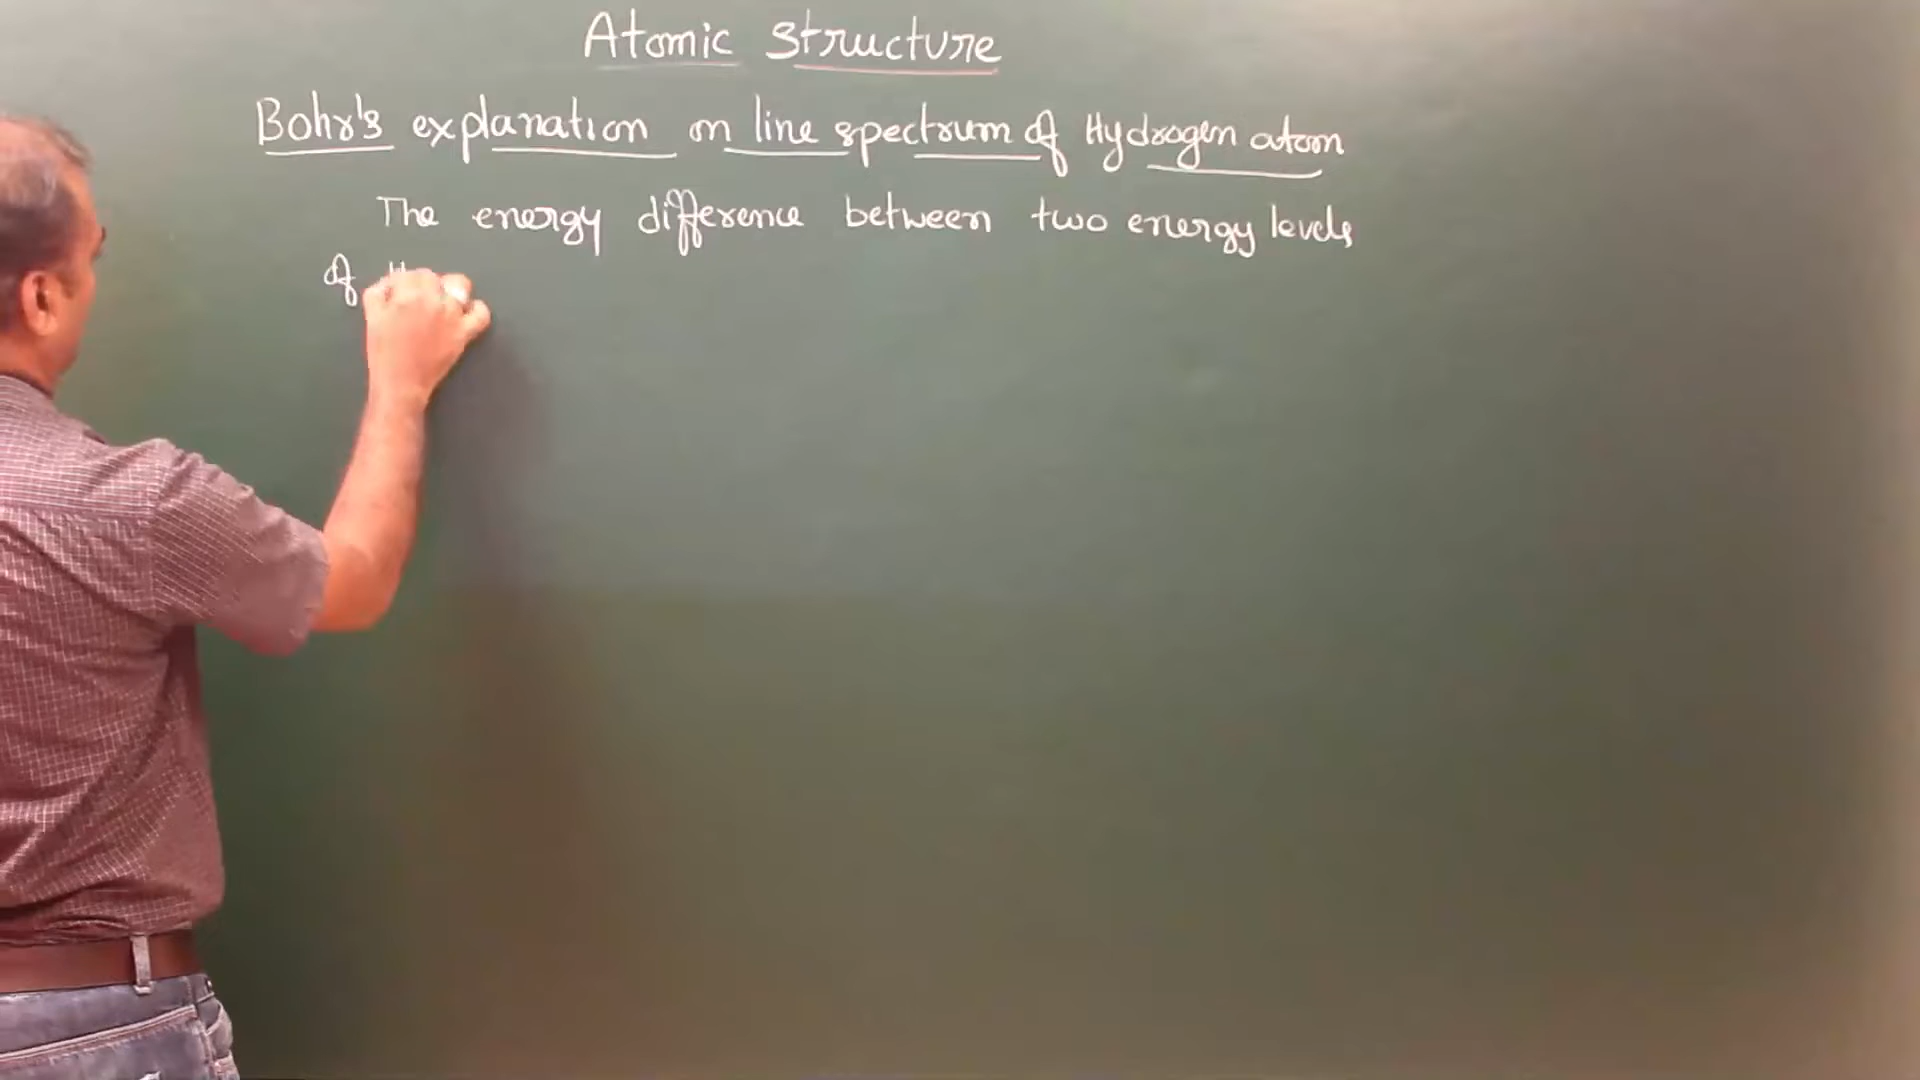 Atomic Structure
Bohr's explanation on line spectrum of Hydrogen atom
The energy difference between two energy levels
of